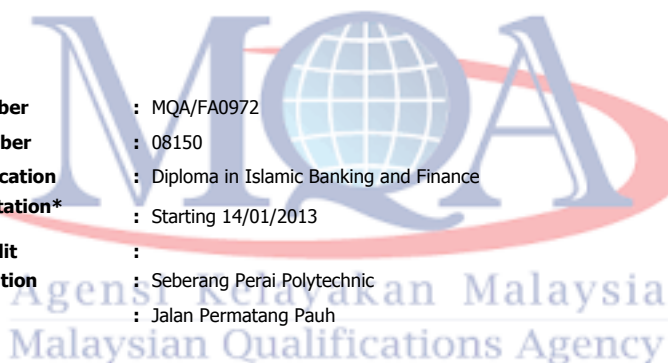 MQA
ber : MQA/FA0972
ber : 08150
cation : Diploma in Islamic Banking and Finance
tation* : Starting 14/01/2013
lit :
tion : Seberang Perai Polytechnic
: Jalan Permatang Pauh
Agensi Kelayakan Malaysia
Malaysian Qualifications Agency